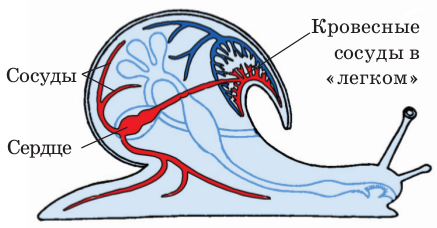 Кровесные
сосуды в
«легком»
Сосуды
Сердце